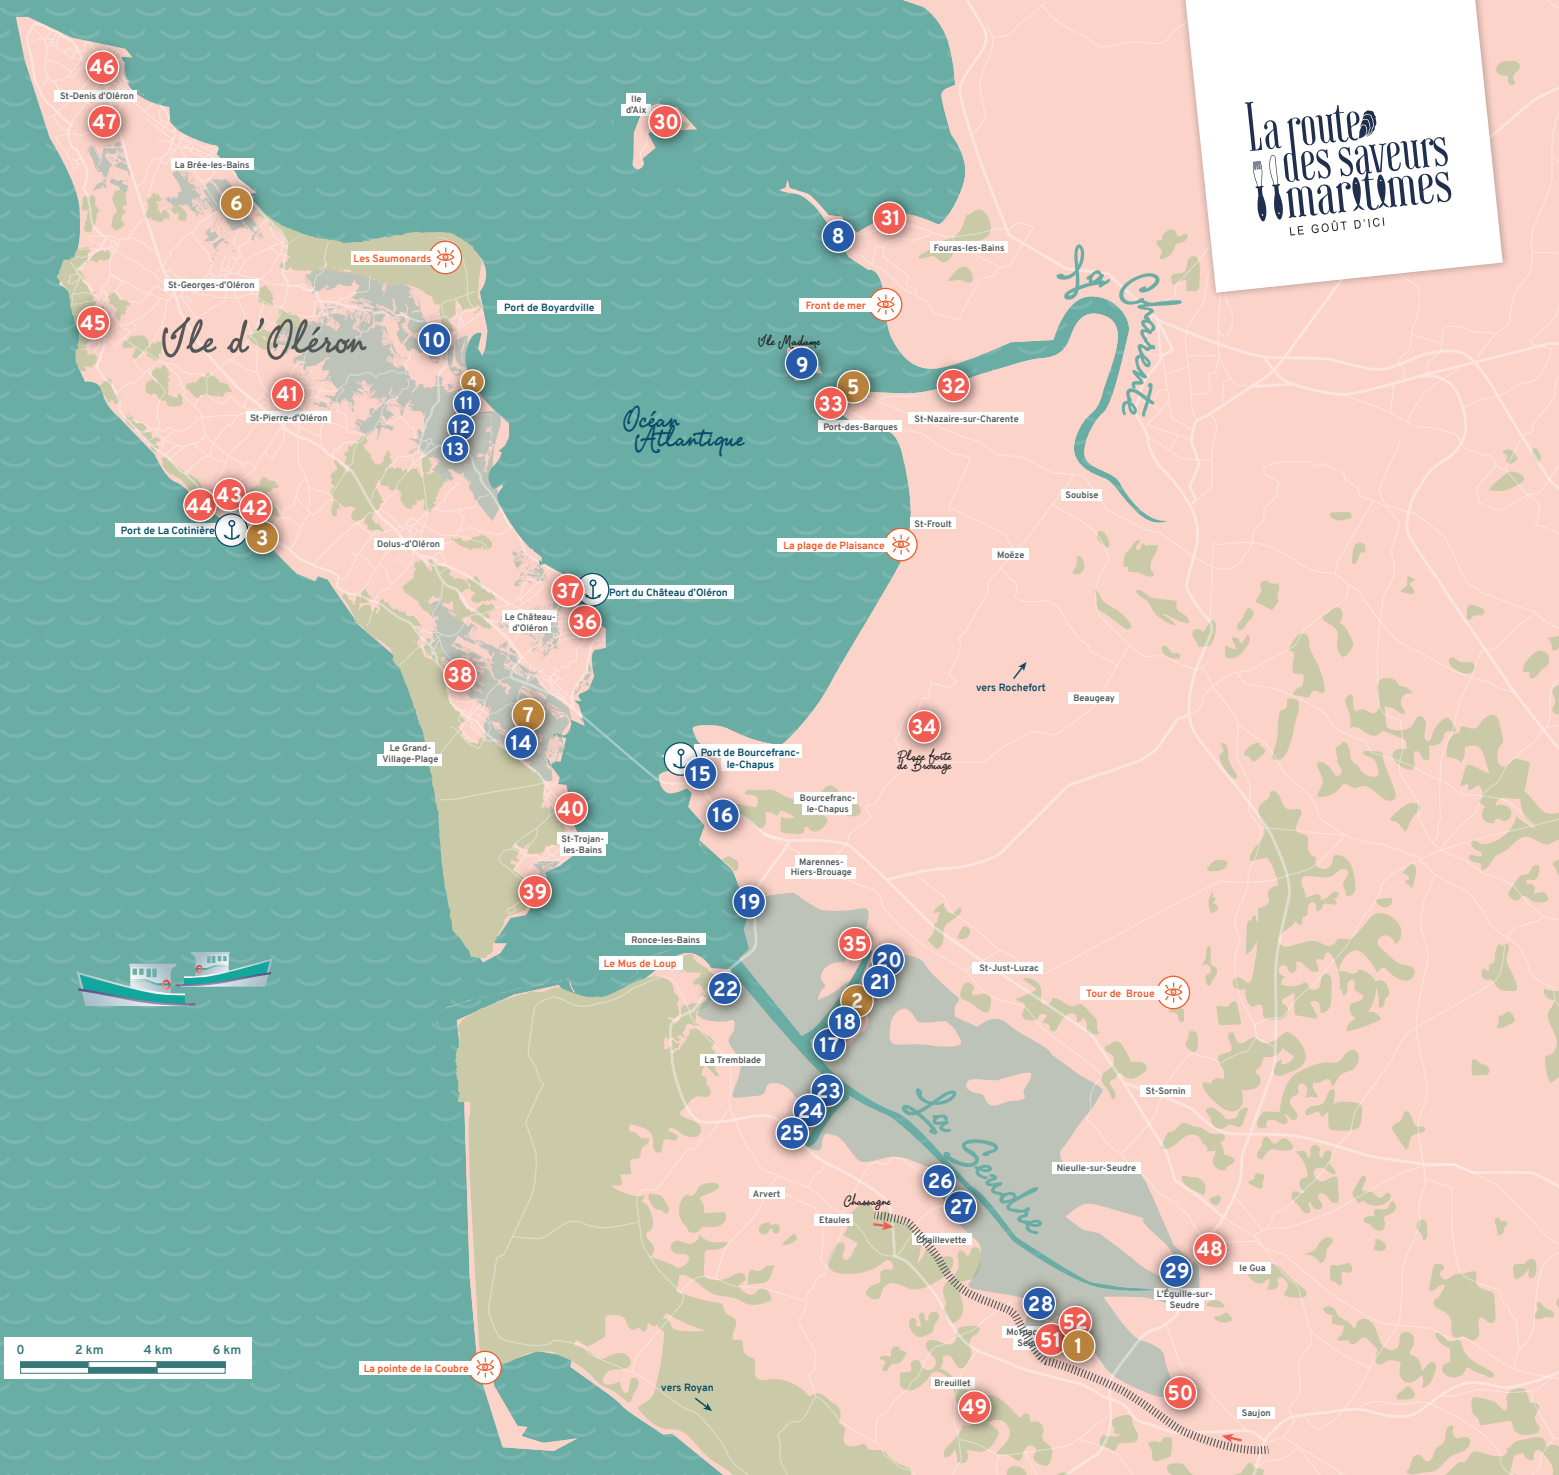 La route
des saveurs
maritimes
LE GOÛT D'ICI
46
St-Denis d'Oléron
47
La Brée-les-Bains
6
Ile
d'Aix
30
31
8
Fouras-les-Bains
Les Saumonards
St-Georges-d'Oléron
Port de Boyardville
Front de mer
La Charente
45
Ile d'Oléron
10
Ile Madame
9
4
5
32
41
11
33
St-Pierre-d'Oléron
St-Nazaire-sur-Charente
Port-des-Barques
12
13
Océan
Atlantique
44
43
42
Soubise
Port de La Cotinière
3
St-Froult
Dolus-d'Oléron
La plage de Plaisance
Moëze
37
Port du Château d'Oléron
Le Château-
d'Oléron
36
38
vers Rochefort
Beaugeay
7
14
34
Place forte
de Brouage
Le Grand-
Village-Plage
Port de Bourcefranc-
le-Chapus
15
16
40
Bourcefranc-
le-Chapus
St-Trojan-
les-Bains
Marennes-
Hiers-Brouage
39
19
Ronce-les-Bains
35
20
Le Mus de Loup
St-Just-Luzac
21
22
2
Tour de Broue
18
17
La Tremblade
23
St-Sornin
24
25
La Seudre
Nieulle-sur-Seudre
26
Arvert
27
Chassagne
Etaules
Chaillevette
48
29
le Gua
L'Éguille-sur-
Seudre
28
52
51
1
0
2 km
4 km
6 km
La pointe de la Coubre
vers Royan
Breuillet
49
50
Saujon